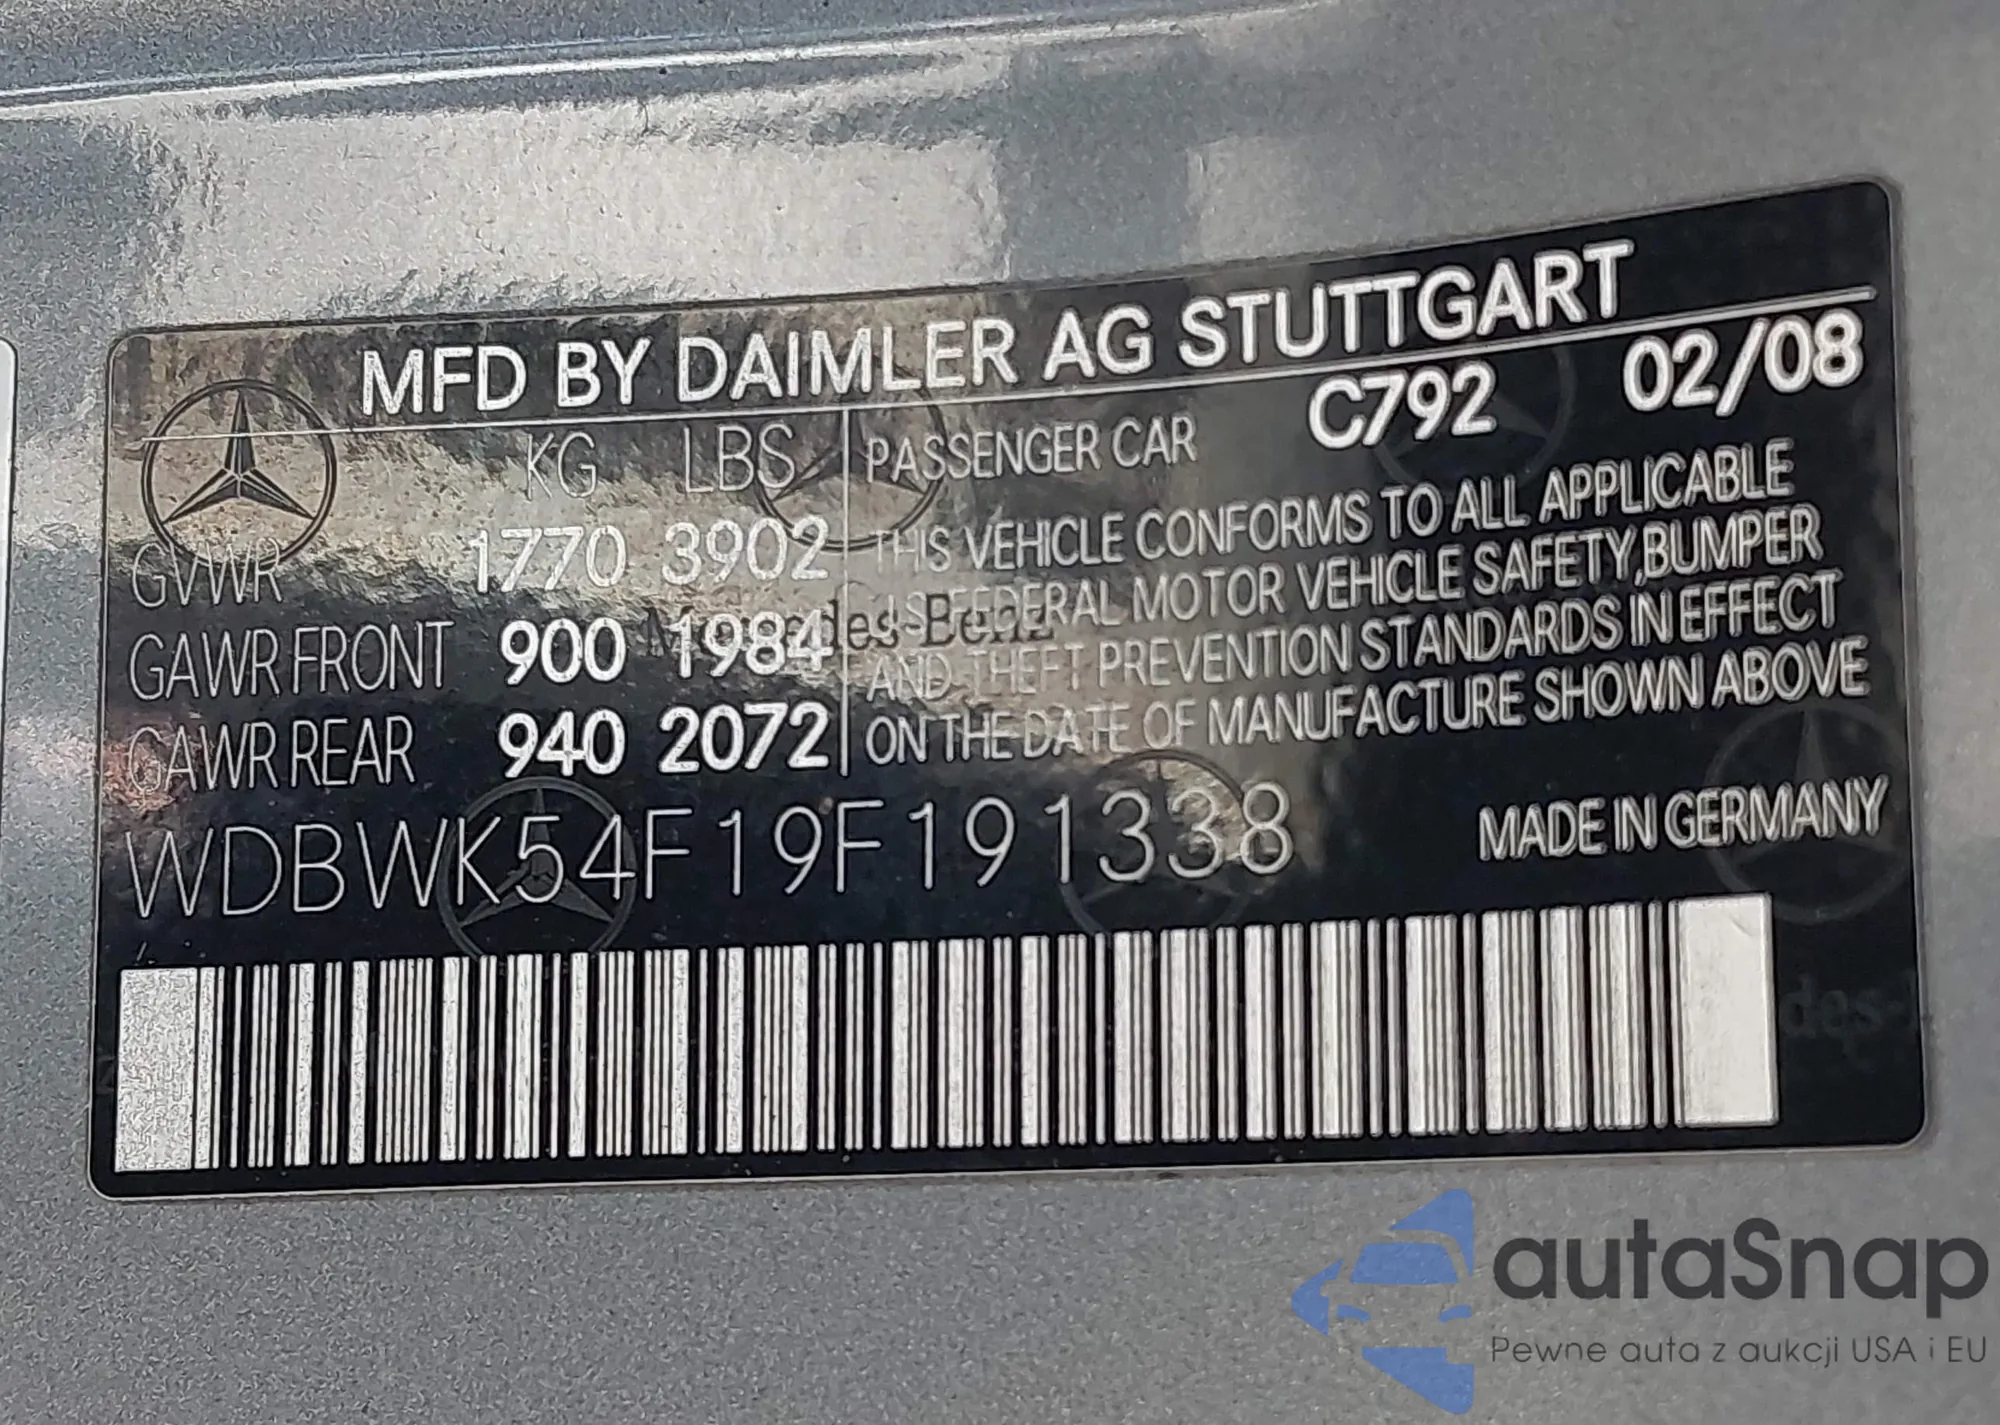 MFD BY DAIMLER AG STUTTGART
KG LBS PASSENGER CAR C792 02/08
GVWR 1770 3902
GAWR FRONT 900 1984
GAWR REAR 940 2072
THIS VEHICLE CONFORMS TO ALL APPLICABLE
U.S. FEDERAL MOTOR VEHICLE SAFETY, BUMPER
AND THEFT PREVENTION STANDARDS IN EFFECT
ON THE DATE OF MANUFACTURE SHOWN ABOVE
Mercedes-Benz
WDBWK54F19F191338 MADE IN GERMANY
des-
autaSnap
Pewne auta z aukcji USA i EU